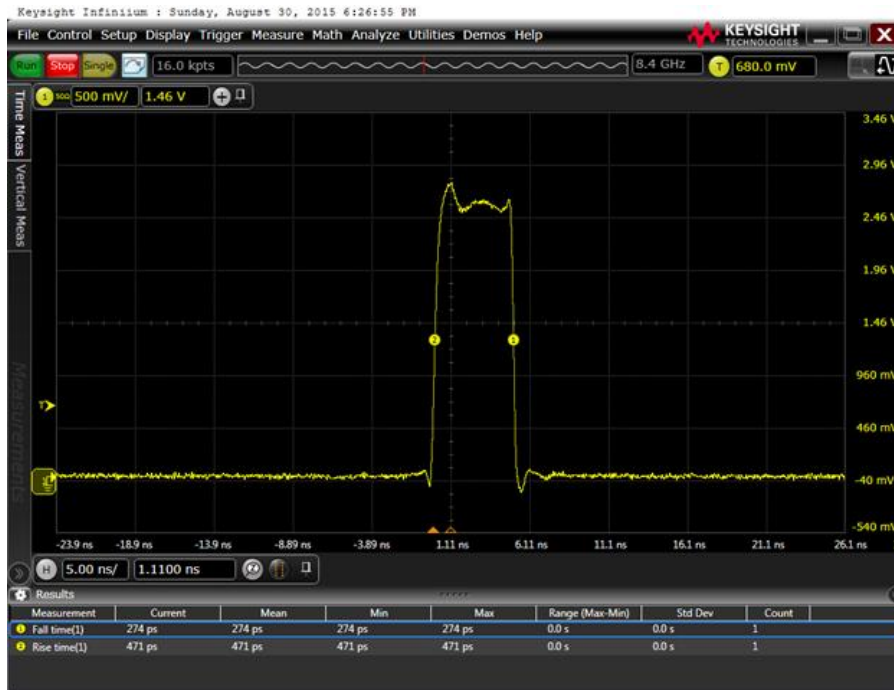 Keysight Infiniium : Sunday, August 30, 2015 6:26:55 PM
File Control Setup Display Trigger Measure Math Analyze Utilities Demos Help
KEYSIGHT
TECHNOLOGIES
Run Stop Single 16.0 kpts 8.4 GHz T 680.0 mV
1 50Ω 500 mV/ 1.46 V
Time Meas
Vertical Meas
Measurements
3.46 V
2.96 V
2.46 V
1.96 V
1.46 V
960 mV
460 mV
-40 mV
-540 mV
2 1
T
-23.9 ns -18.9 ns -13.9 ns -8.89 ns -3.89 ns 1.11 ns 6.11 ns 11.1 ns 16.1 ns 21.1 ns 26.1 ns
H 5.00 ns/ 1.1100 ns
Results
Measurement Current Mean Min Max Range (Max-Min) Std Dev Count
1 Fall time(1) 274 ps 274 ps 274 ps 274 ps 0.0 s 0.0 s 1
2 Rise time(1) 471 ps 471 ps 471 ps 471 ps 0.0 s 0.0 s 1